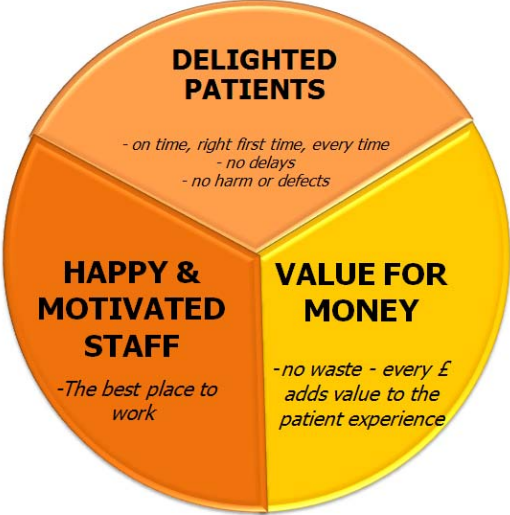 DELIGHTED
PATIENTS
- on time, right first time, every time
- no delays
- no harm or defects
HAPPY &
MOTIVATED
STAFF
-The best place to
work
VALUE FOR
MONEY
-no waste - every £
adds value to the
patient experience